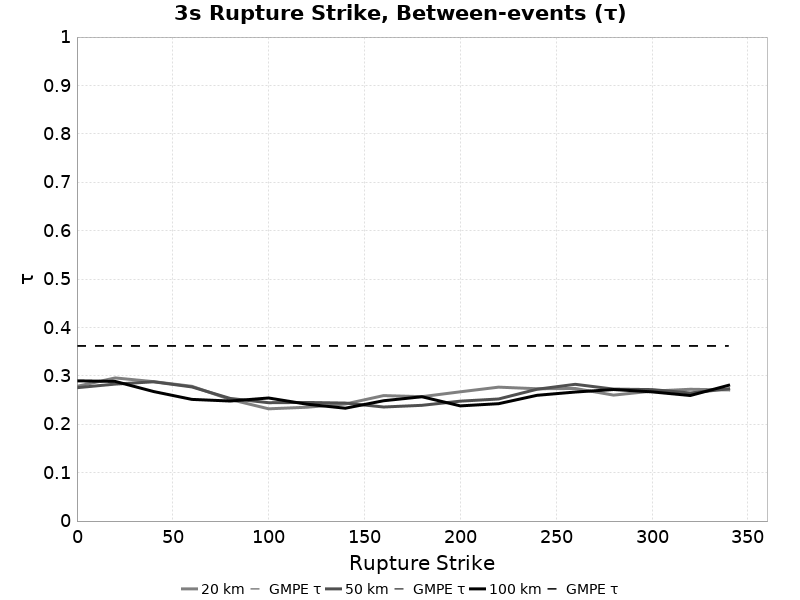 3s Rupture Strike, Between-events (τ)
1
0.9
0.8
0.7
0.6
0.5
0.4
0.3
0.2
0.1
0
τ
0 50 100 150 200 250 300 350
Rupture Strike
20 km GMPE τ 50 km GMPE τ 100 km GMPE τ